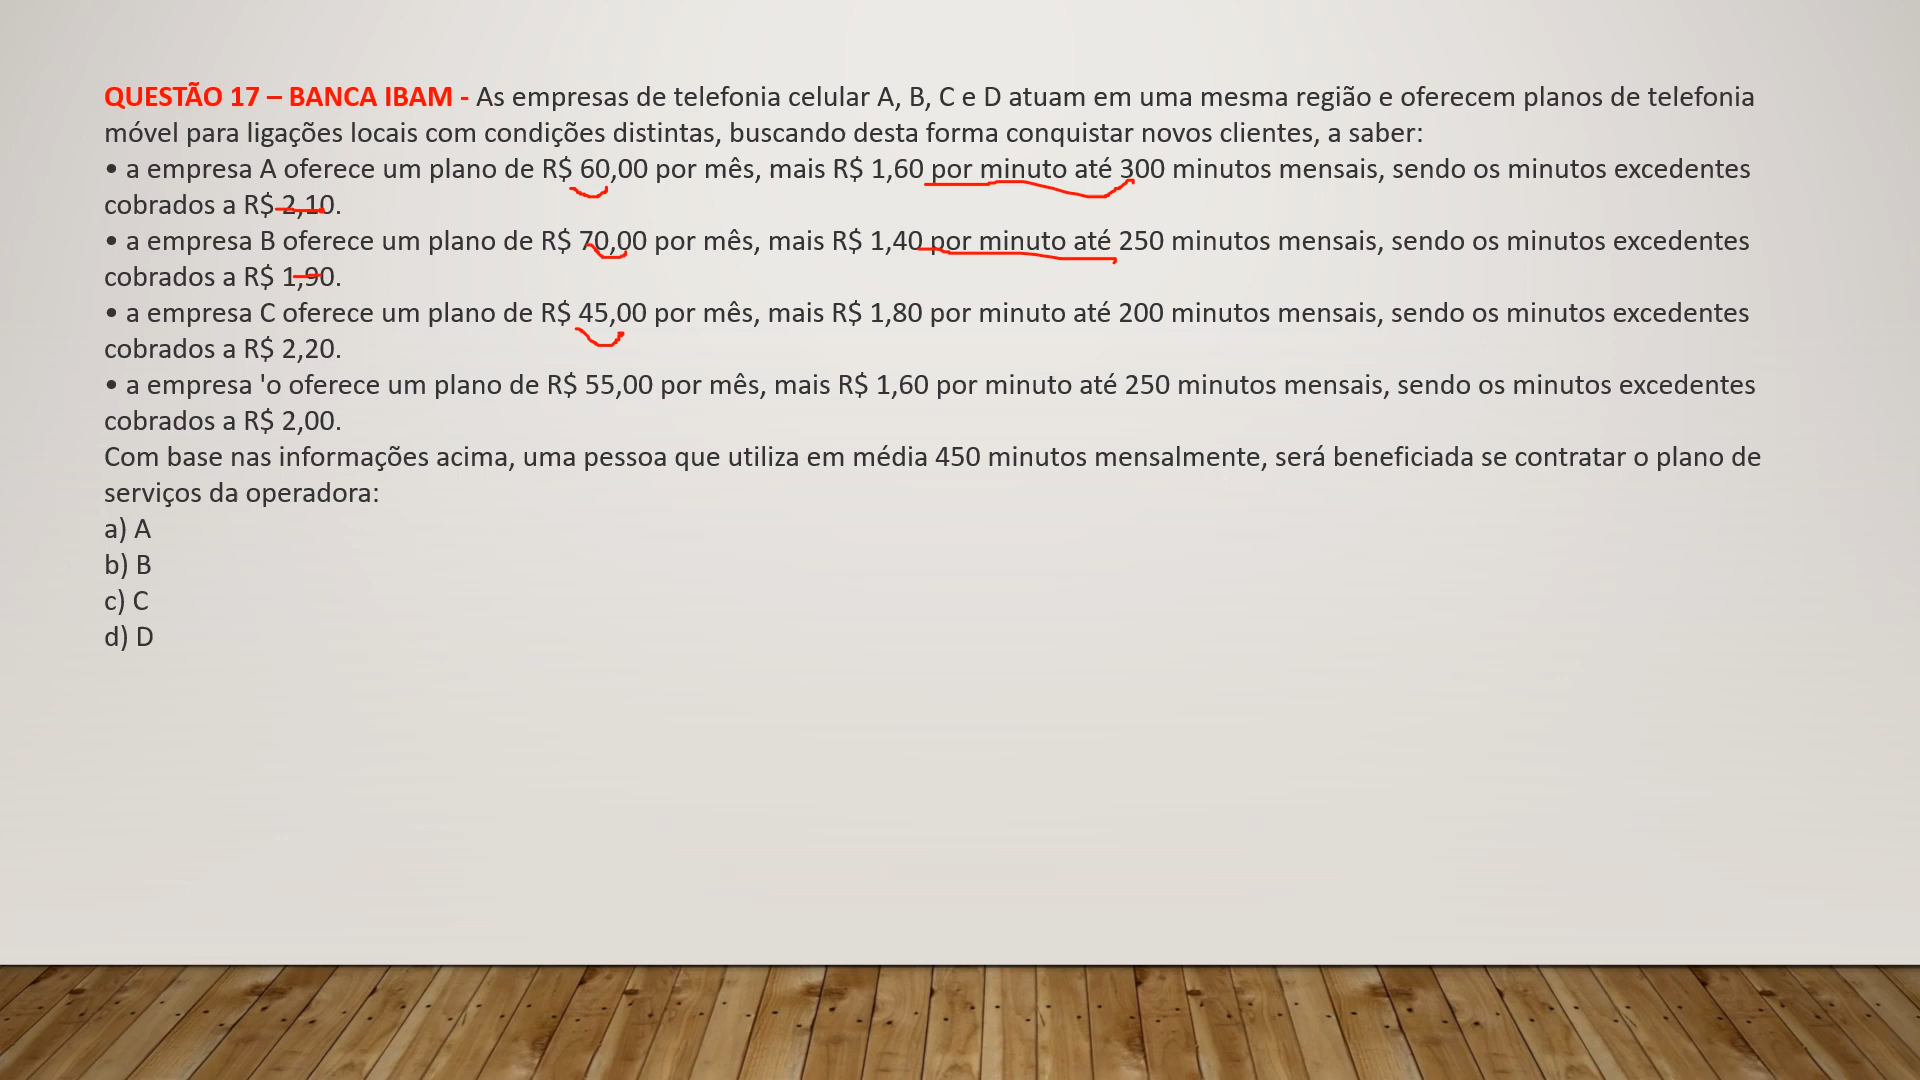 QUESTÃO 17 – BANCA IBAM - As empresas de telefonia celular A, B, C e D atuam em uma mesma região e oferecem planos de telefonia
móvel para ligações locais com condições distintas, buscando desta forma conquistar novos clientes, a saber:
• a empresa A oferece um plano de R$ 60,00 por mês, mais R$ 1,60 por minuto até 300 minutos mensais, sendo os minutos excedentes
cobrados a R$ 2,10.
• a empresa B oferece um plano de R$ 70,00 por mês, mais R$ 1,40 por minuto até 250 minutos mensais, sendo os minutos excedentes
cobrados a R$ 1,90.
• a empresa C oferece um plano de R$ 45,00 por mês, mais R$ 1,80 por minuto até 200 minutos mensais, sendo os minutos excedentes
cobrados a R$ 2,20.
• a empresa 'o oferece um plano de R$ 55,00 por mês, mais R$ 1,60 por minuto até 250 minutos mensais, sendo os minutos excedentes
cobrados a R$ 2,00.
Com base nas informações acima, uma pessoa que utiliza em média 450 minutos mensalmente, será beneficiada se contratar o plano de
serviços da operadora:
a) A
b) B
c) C
d) D